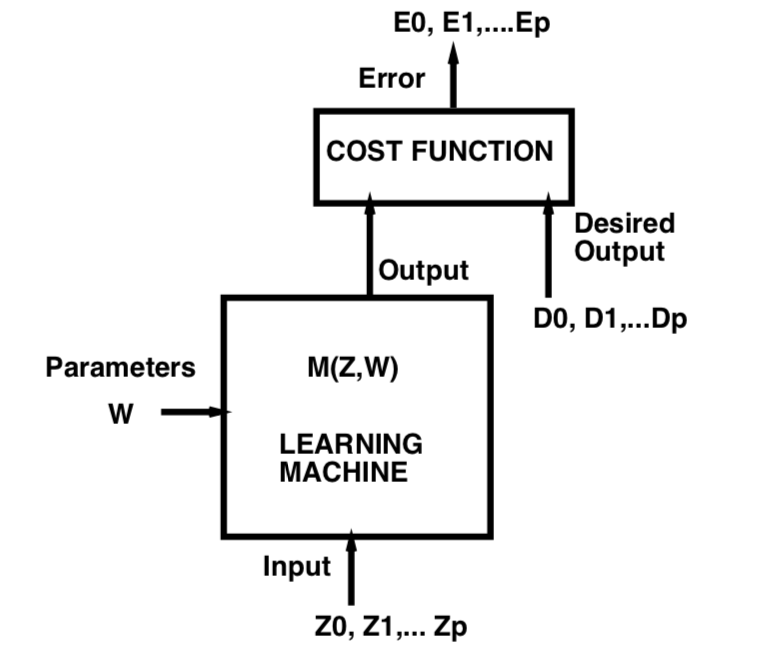 E0, E1,....Ep
Error
COST FUNCTION
Desired
Output
Output
D0, D1,...Dp
Parameters
M(Z,W)
W
LEARNING
MACHINE
Input
Z0, Z1,... Zp